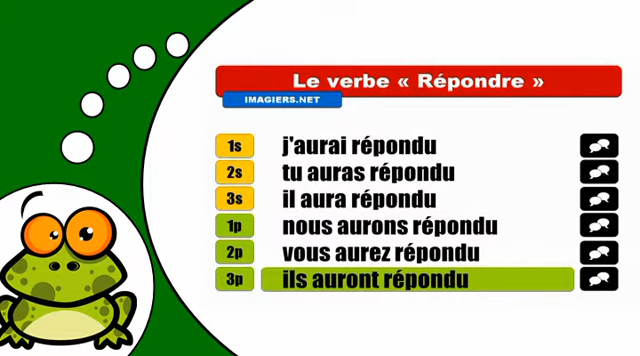 Le verbe « Répondre »
IMAGIERS.NET
1s j'aurai répondu
2s tu auras répondu
3s il aura répondu
1p nous aurons répondu
2p vous aurez répondu
3p ils auront répondu